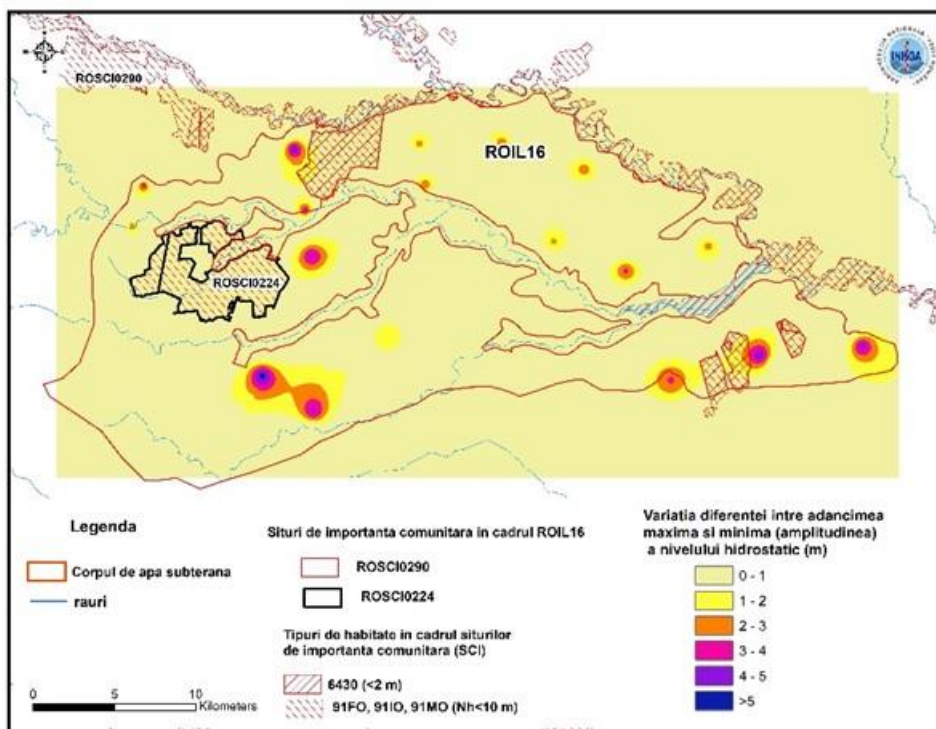 ROSCI0290
ROIL16
ROSCI0224
Legenda
Corpul de apa subterana
rauri
0 5 10
Kilometers
Situri de importanta comunitara in cadrul ROIL16
ROSCI0290
ROSCI0224
Tipuri de habitate in cadrul siturilor
de importanta comunitara (SCI)
6430 (<2 m)
91FO, 91IO, 91MO (Nh<10 m)
Variatia diferentei intre adancimea
maxima si minima (amplitudinea)
a nivelului hidrostatic (m)
0 - 1
1 - 2
2 - 3
3 - 4
4 - 5
>5